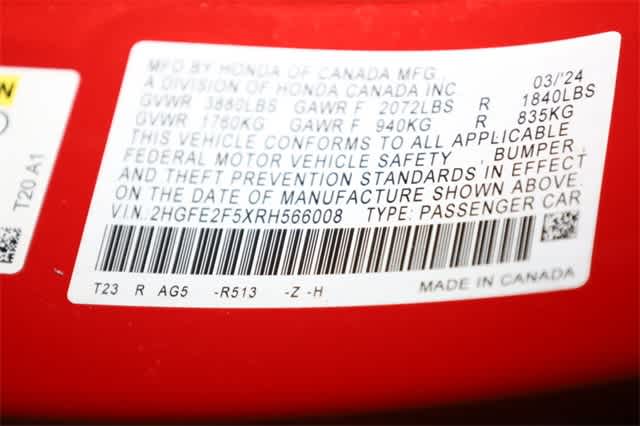 MFD BY HONDA OF CANADA MFG.,
A DIVISION OF HONDA CANADA INC. 03/'24
GVWR 3880LBS GAWR F 2072LBS R 1840LBS
GVWR 1760KG GAWR F 940KG R 835KG
THIS VEHICLE CONFORMS TO ALL APPLICABLE
FEDERAL MOTOR VEHICLE SAFETY , BUMPER,
AND THEFT PREVENTION STANDARDS IN EFFECT
ON THE DATE OF MANUFACTURE SHOWN ABOVE.
V.I.N.:2HGFE2F5XRH566008 TYPE: PASSENGER CAR
T23 R AG5 -R513 -Z -H MADE IN CANADA
T20 A1